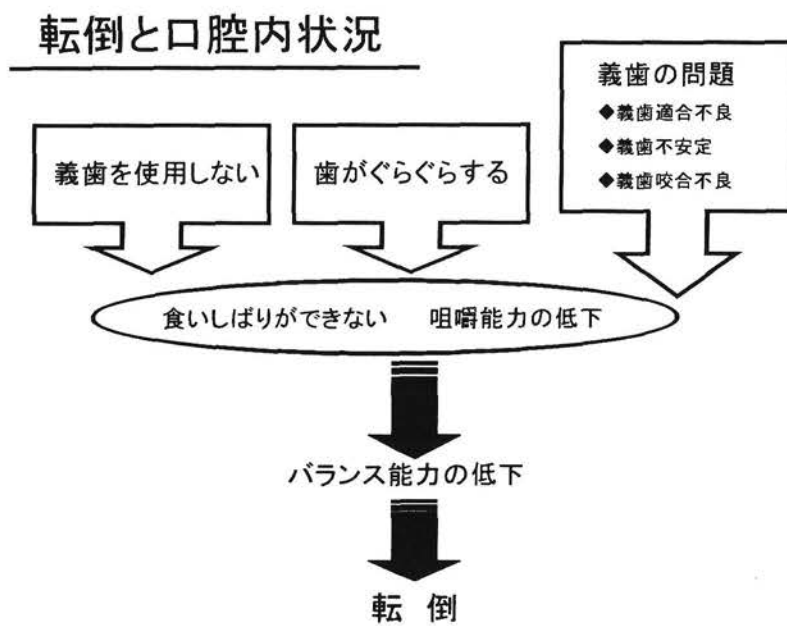 転倒と口腔内状況
義歯を使用しない
歯がぐらぐらする
義歯の問題
◆義歯適合不良
◆義歯不安定
◆義歯咬合不良
食いしばりができない 咀嚼能力の低下
バランス能力の低下
転 倒